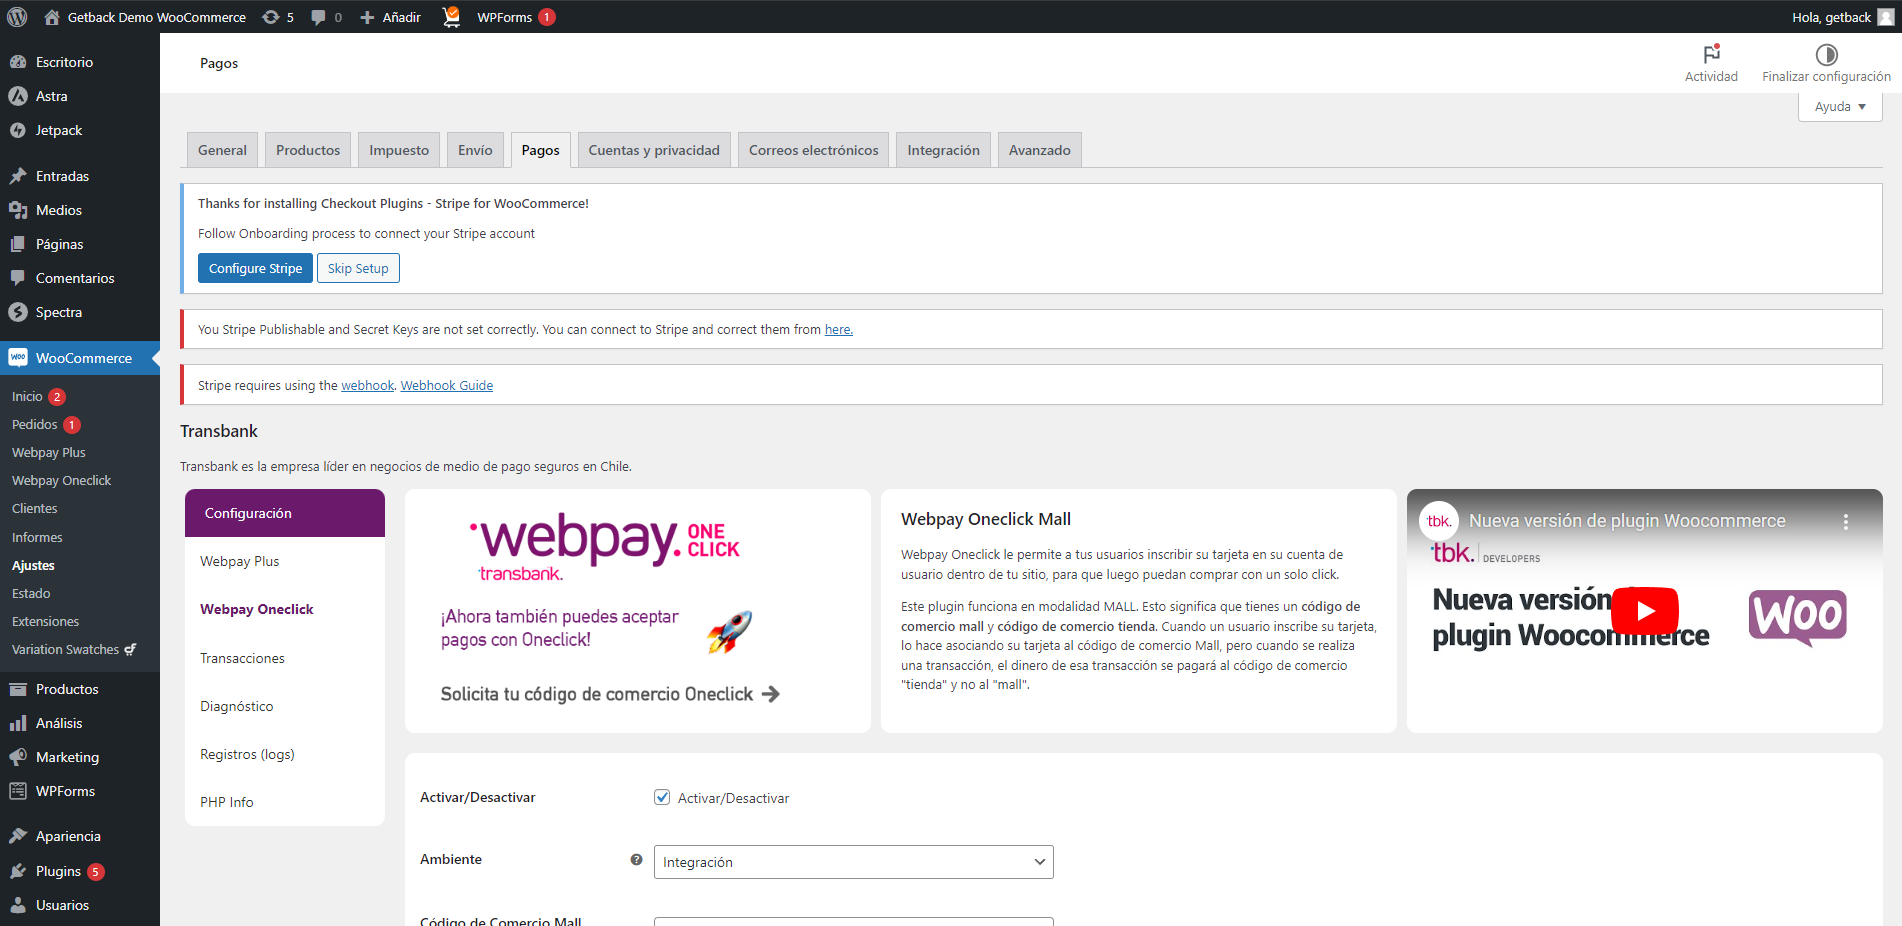 Getback Demo WooCommerce 5 0 Añadir WPForms 1 Hola, getback
Escritorio
Astra
Jetpack
Entradas
Medios
Páginas
Comentarios
Spectra
WooCommerce
Inicio 2
Pedidos 1
Webpay Plus
Webpay Oneclick
Clientes
Informes
Ajustes
Estado
Extensiones
Variation Swatches
Productos
Análisis
Marketing
WPForms
Apariencia
Plugins 5
Usuarios
Pagos
Actividad
Finalizar configuración
Ayuda
General Productos Impuesto Envío Pagos Cuentas y privacidad Correos electrónicos Integración Avanzado
Thanks for installing Checkout Plugins - Stripe for WooCommerce!
Follow Onboarding process to connect your Stripe account
Configure Stripe Skip Setup
You Stripe Publishable and Secret Keys are not set correctly. You can connect to Stripe and correct them from here.
Stripe requires using the webhook. Webhook Guide
Transbank
Transbank es la empresa líder en negocios de medio de pago seguros en Chile.
Configuración
Webpay Plus
Webpay Oneclick
Transacciones
Diagnóstico
Registros (logs)
PHP Info
webpay. ONE
CLICK
transbank.
¡Ahora también puedes aceptar
pagos con Oneclick!
Solicita tu código de comercio Oneclick
Webpay Oneclick Mall
Webpay Oneclick le permite a tus usuarios inscribir su tarjeta en su cuenta de
usuario dentro de tu sitio, para que luego puedan comprar con un solo click.
Este plugin funciona en modalidad MALL. Esto significa que tienes un código de
comercio mall y código de comercio tienda. Cuando un usuario inscribe su tarjeta,
lo hace asociando su tarjeta al código de comercio Mall, pero cuando se realiza
una transacción, el dinero de esa transacción se pagará al código de comercio
"tienda" y no al "mall".
tbk. Nueva versión de plugin Woocommerce
tbk. DEVELOPERS
Nueva versión
plugin Woocommerce
WOO
Activar/Desactivar Activar/Desactivar
Ambiente Integración
Código de Comercio Mall